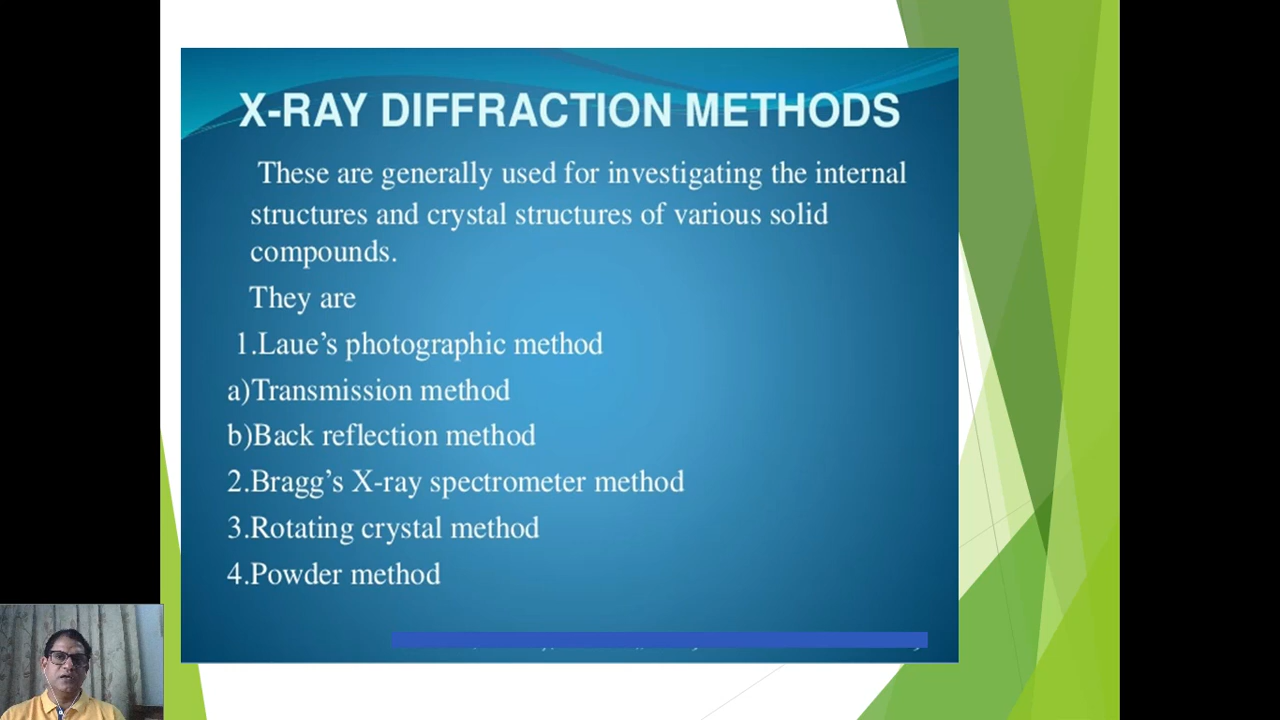 X-RAY DIFFRACTION METHODS
These are generally used for investigating the internal
structures and crystal structures of various solid
compounds.
They are
1.Laue’s photographic method
a)Transmission method
b)Back reflection method
2.Bragg’s X-ray spectrometer method
3.Rotating crystal method
4.Powder method